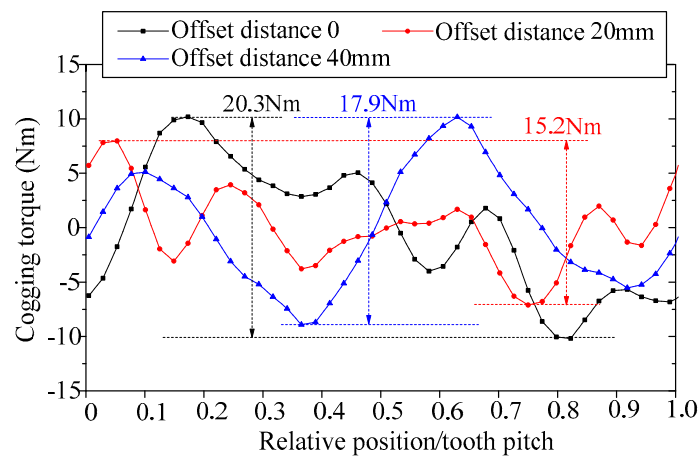 Offset distance 0 Offset distance 20mm
Offset distance 40mm
15
10
5
0
-5
-10
-15
Cogging torque (Nm)
20.3Nm 17.9Nm
15.2Nm
0 0.1 0.2 0.3 0.4 0.5 0.6 0.7 0.8 0.9 1.0
Relative position/tooth pitch